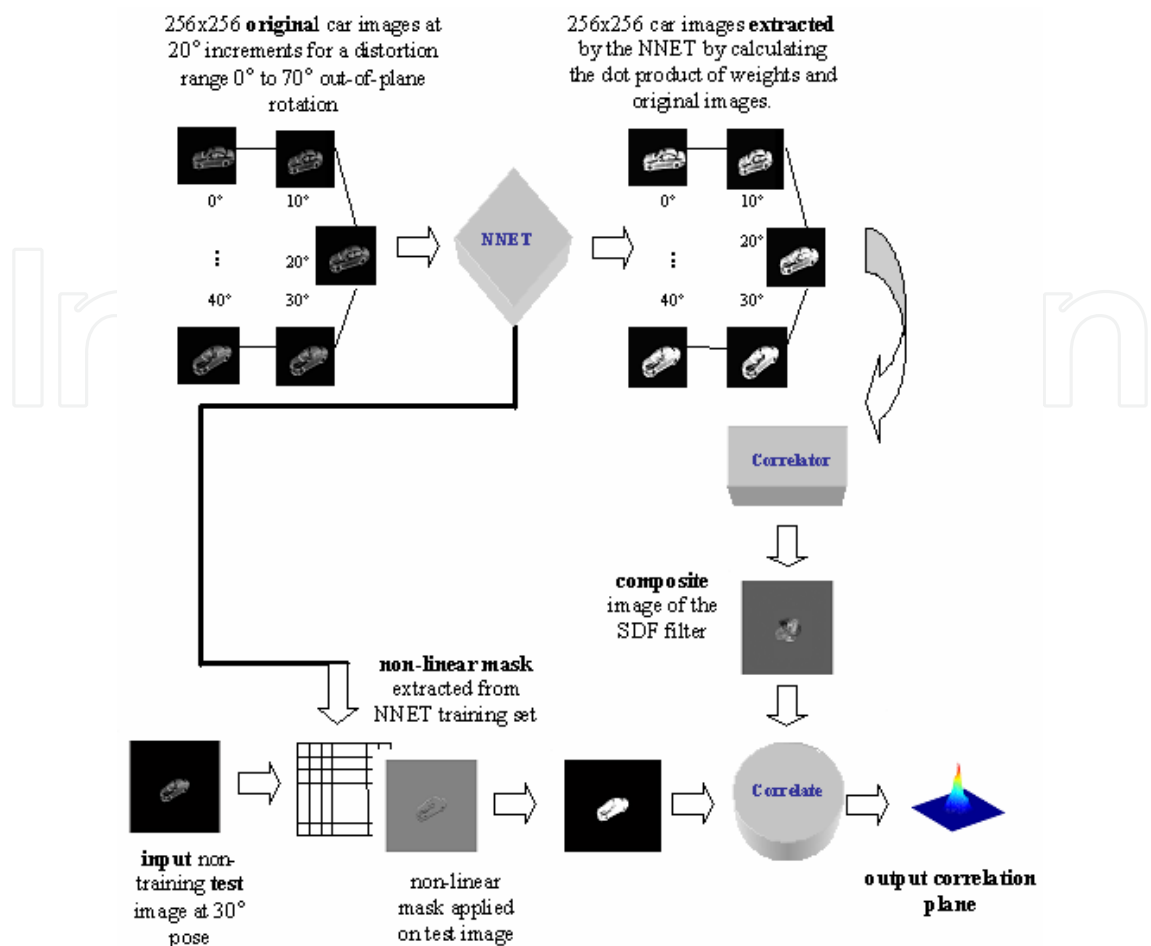 256x256 original car images at
20° increments for a distortion
range 0° to 70° out-of-plane
rotation
256x256 car images extracted
by the NNET by calculating
the dot product of weights and
original images.
0°
10°
⋮
20°
40°
30°
NNET
0°
10°
20°
⋮
40°
30°
Correlator
composite
image of the
SDF filter
non-linear mask
extracted from
NNET training set
Correlate
input non-
training test
image at 30°
pose
non-linear
mask applied
on test image
output correlation
plane